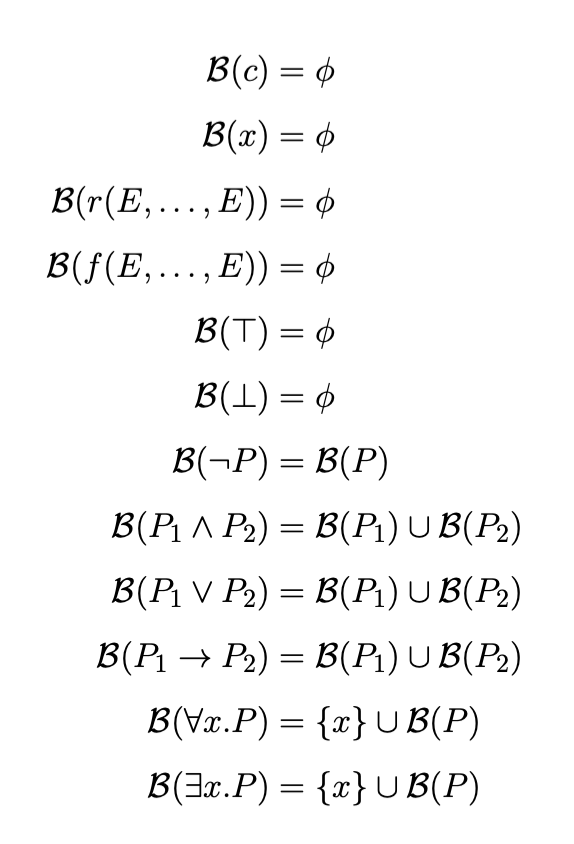 ℬ(c) = ϕ
ℬ(x) = ϕ
ℬ(r(E, . . . , E)) = ϕ
ℬ(f(E, . . . , E)) = ϕ
ℬ(⊤) = ϕ
ℬ(⊥) = ϕ
ℬ(¬P) = ℬ(P)
ℬ(P₁ ∧ P₂) = ℬ(P₁) ∪ ℬ(P₂)
ℬ(P₁ ∨ P₂) = ℬ(P₁) ∪ ℬ(P₂)
ℬ(P₁ → P₂) = ℬ(P₁) ∪ ℬ(P₂)
ℬ(∀x.P) = {x} ∪ ℬ(P)
ℬ(∃x.P) = {x} ∪ ℬ(P)